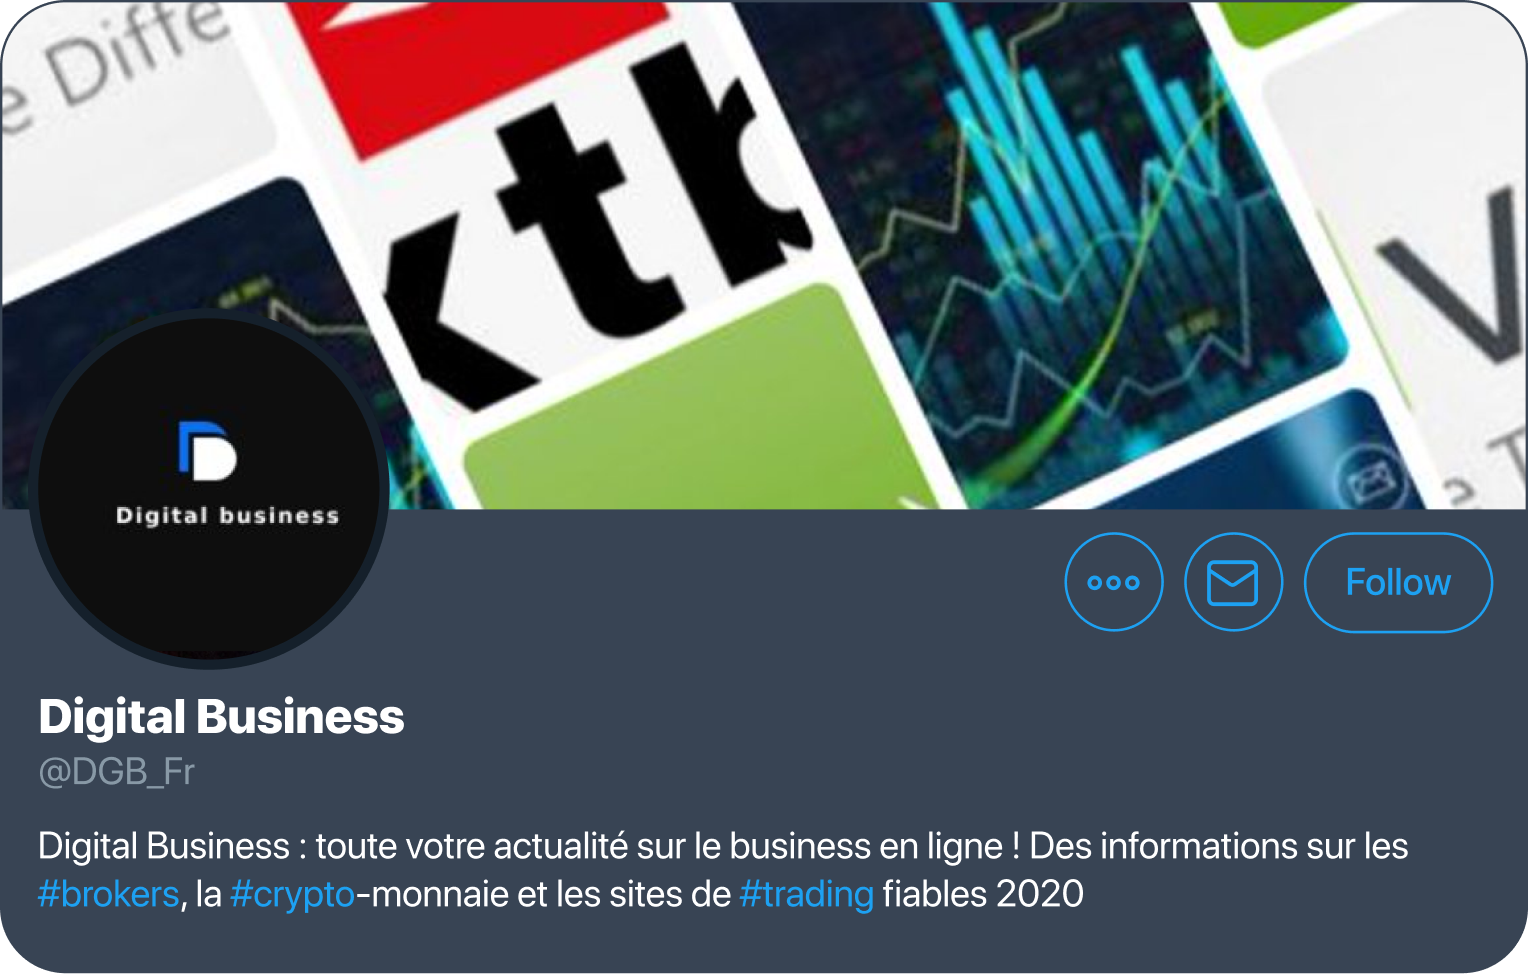 e Diffe
xtb
V
e T
Digital business
Follow
Digital Business
@DGB_Fr
Digital Business : toute votre actualité sur le business en ligne ! Des informations sur les
#brokers, la #crypto-monnaie et les sites de #trading fiables 2020